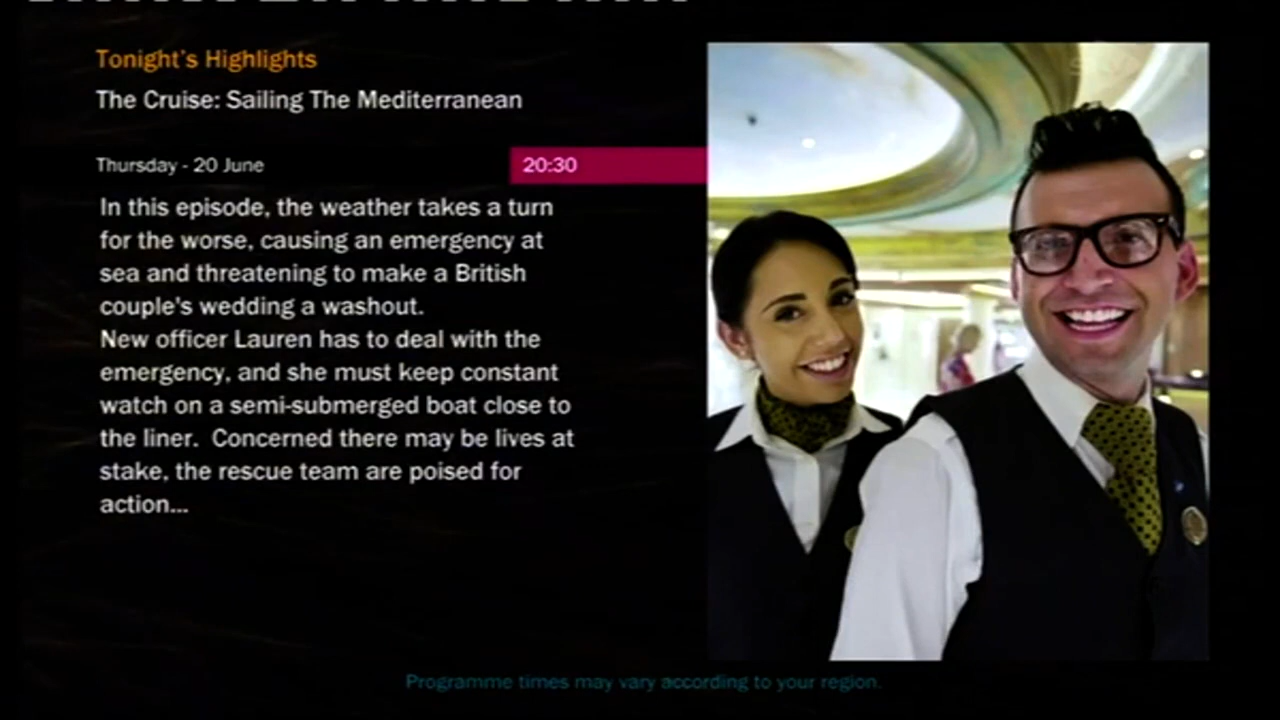 Tonight's Highlights
The Cruise: Sailing The Mediterranean
Thursday - 20 June
20:30
In this episode, the weather takes a turn
for the worse, causing an emergency at
sea and threatening to make a British
couple's wedding a washout.
New officer Lauren has to deal with the
emergency, and she must keep constant
watch on a semi-submerged boat close to
the liner.  Concerned there may be lives at
stake, the rescue team are poised for
action...
Programme times may vary according to your region.